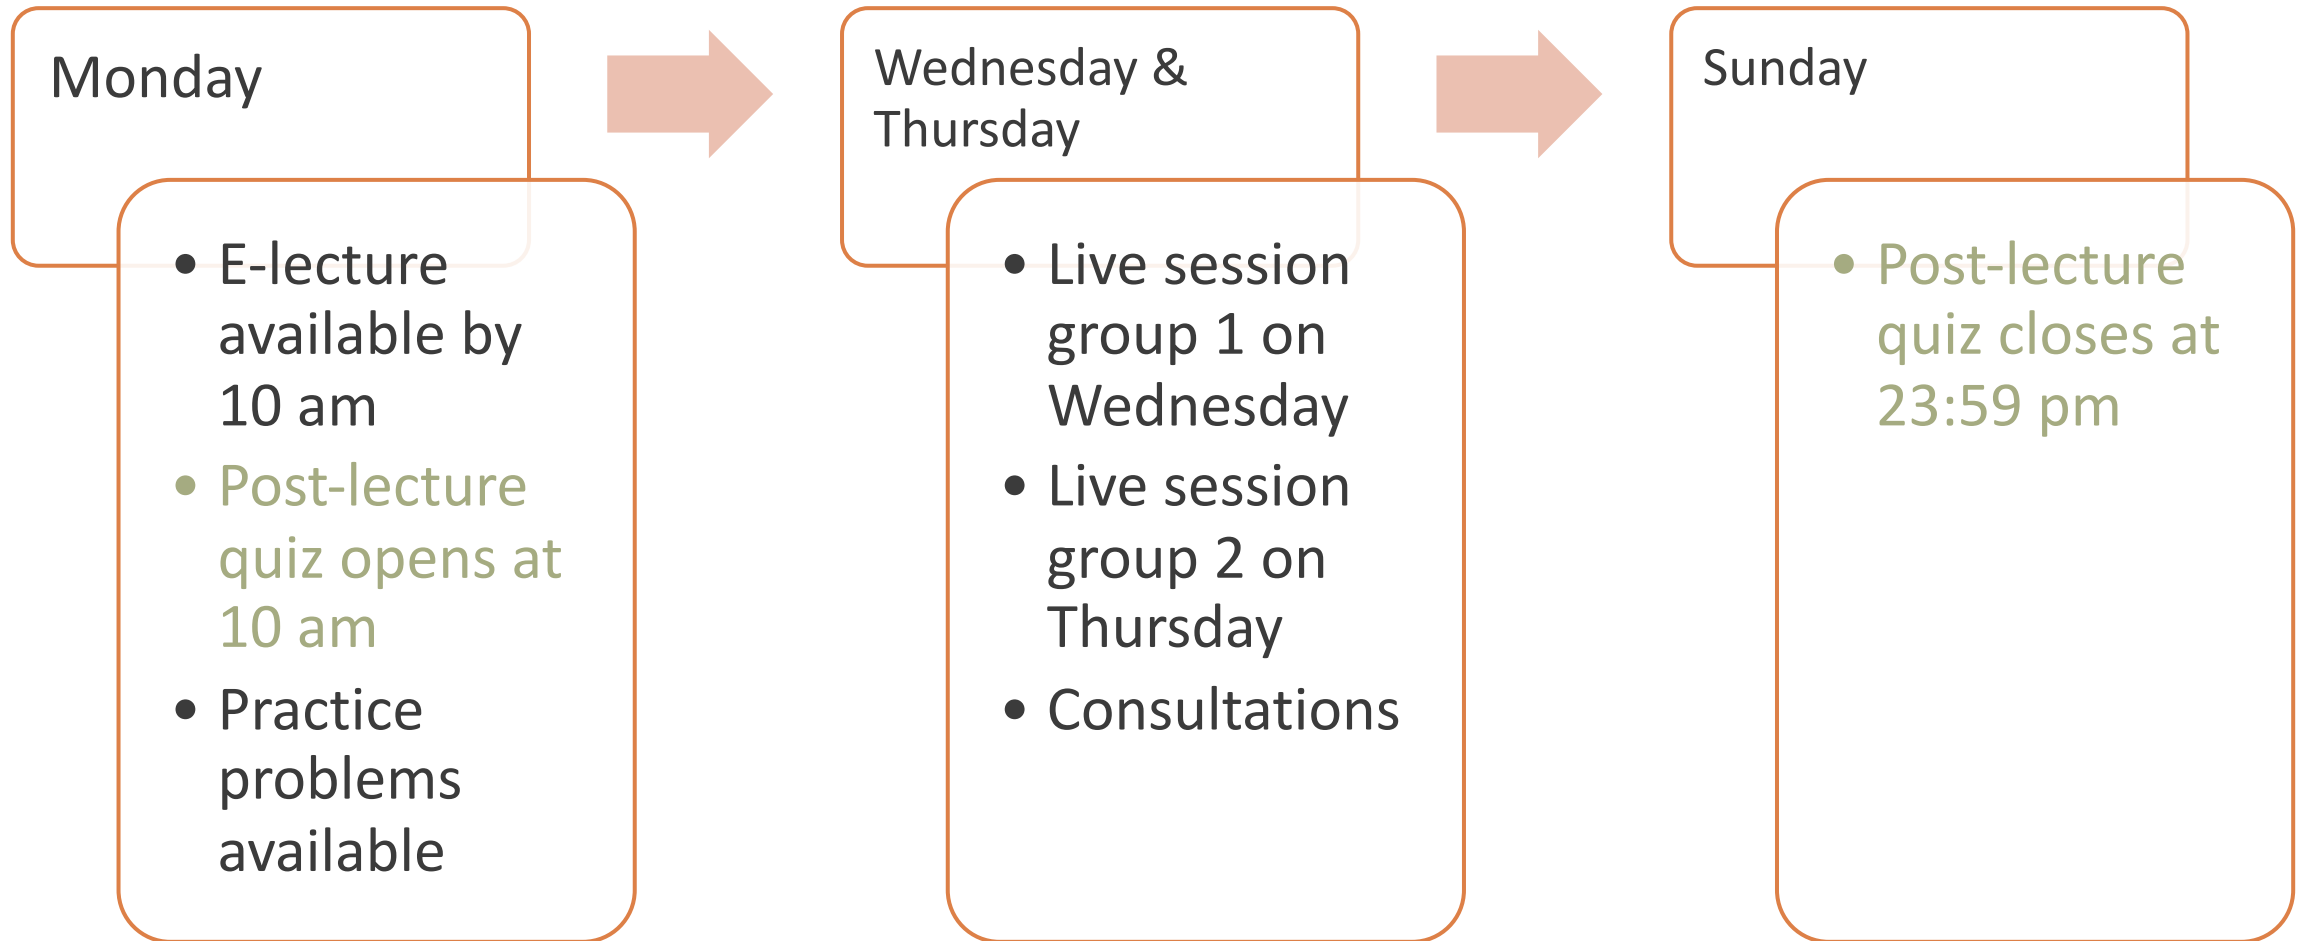 Monday
• E-lecture
available by
10 am
• Post-lecture
quiz opens at
10 am
• Practice
problems
available
Wednesday &
Thursday
• Live session
group 1 on
Wednesday
• Live session
group 2 on
Thursday
• Consultations
Sunday
• Post-lecture
quiz closes at
23:59 pm